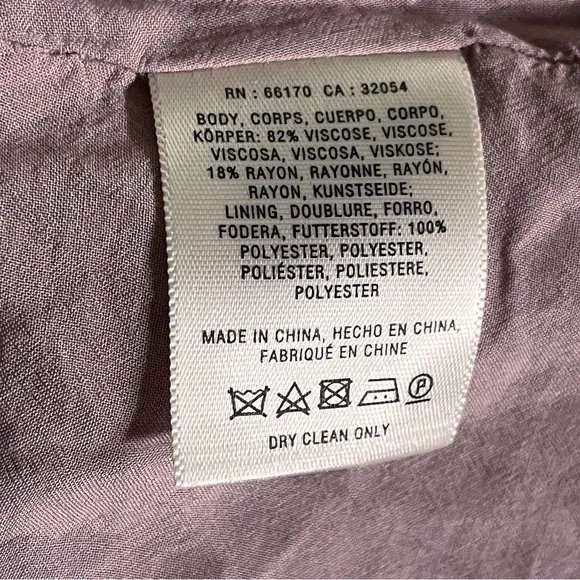 RN : 66170 CA : 32054
BODY, CORPS, CUERPO, CORPO,
KÖRPER: 82% VISCOSE, VISCOSE,
VISCOSA, VISCOSA, VISKOSE;
18% RAYON, RAYONNE, RAYÓN,
RAYON, KUNSTSEIDE;
LINING, DOUBLURE, FORRO,
FODERA, FUTTERSTOFF: 100%
POLYESTER, POLYESTER,
POLIÉSTER, POLIESTERE,
POLYESTER
MADE IN CHINA, HECHO EN CHINA,
FABRIQUÉ EN CHINE
P
DRY CLEAN ONLY